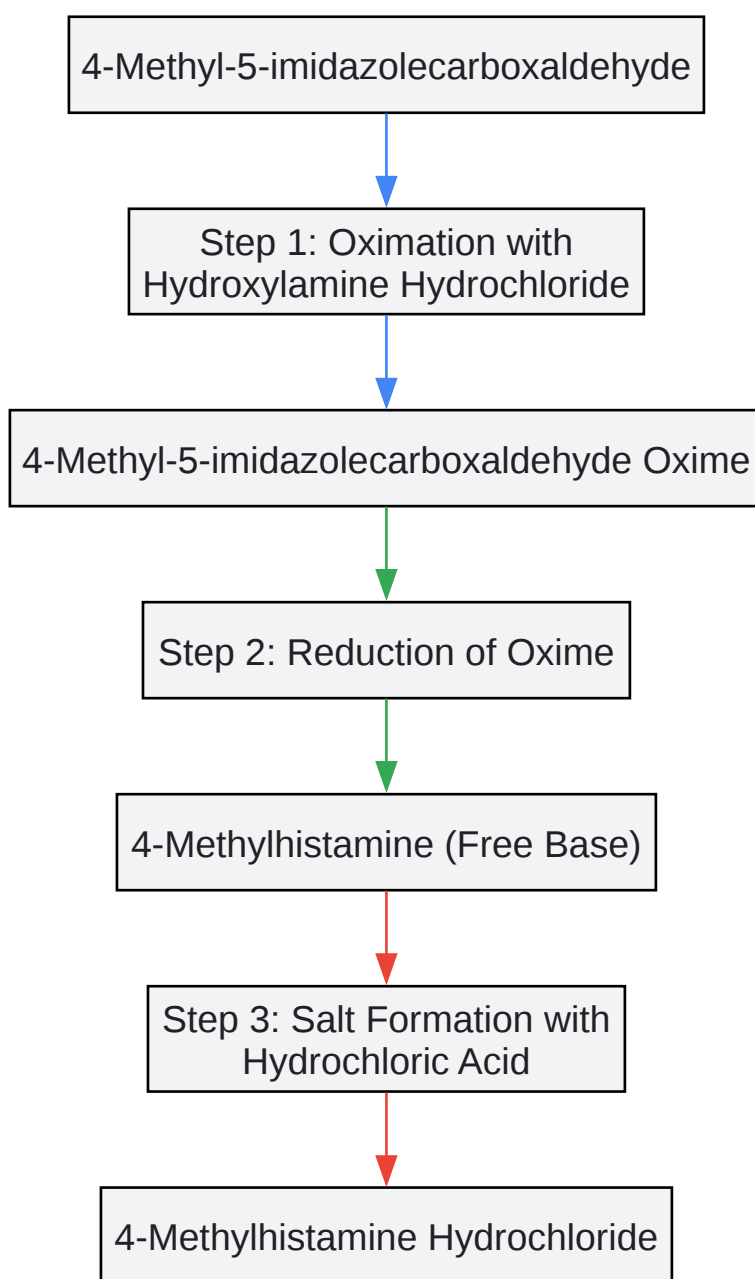 4-Methyl-5-imidazolecarboxaldehyde
Step 1: Oximation with
Hydroxylamine Hydrochloride
4-Methyl-5-imidazolecarboxaldehyde Oxime
Step 2: Reduction of Oxime
4-Methylhistamine (Free Base)
Step 3: Salt Formation with
Hydrochloric Acid
4-Methylhistamine Hydrochloride